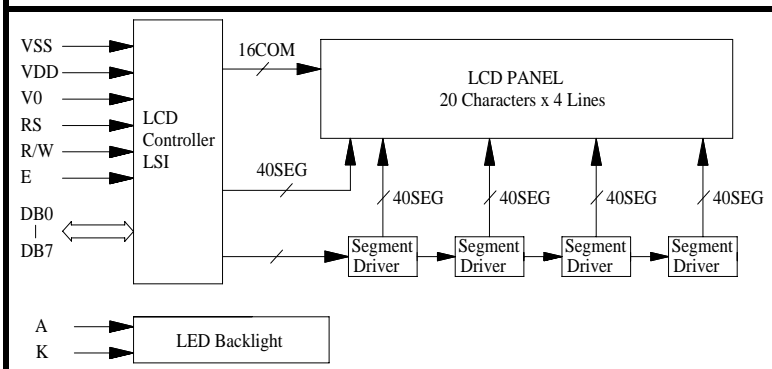 VSS
VDD
V0
RS
R/W
E
DB0
|
DB7
LCD
Controller
LSI
16COM
LCD PANEL
20 Characters x 4 Lines
40SEG
40SEG
40SEG
40SEG
40SEG
Segment
Driver
Segment
Driver
Segment
Driver
Segment
Driver
A
K
LED Backlight